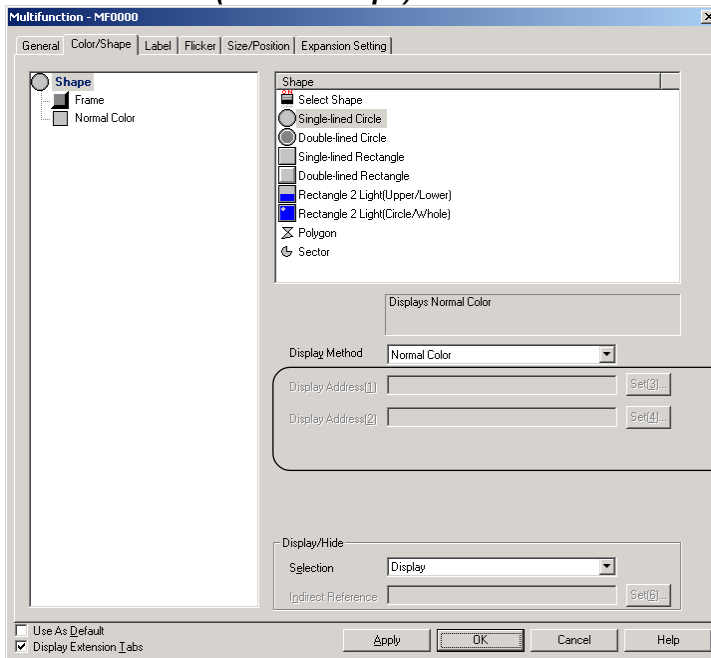 Multifunction - MF0000
General Color/Shape Label Flicker Size/Position Expansion Setting
Shape
Frame
Normal Color
Shape
ON
Select Shape
Single-lined Circle
Double-lined Circle
Single-lined Rectangle
Double-lined Rectangle
Rectangle 2 Light(Upper/Lower)
Rectangle 2 Light(Circle/Whole)
Polygon
Sector
Displays Normal Color
Display Method Normal Color
Display Address(1) Set(3)...
Display Address(2) Set(4)...
Display/Hide
Selection Display
Indirect Reference Set(6)...
Use As Default
Display Extension Tabs
Apply OK Cancel Help